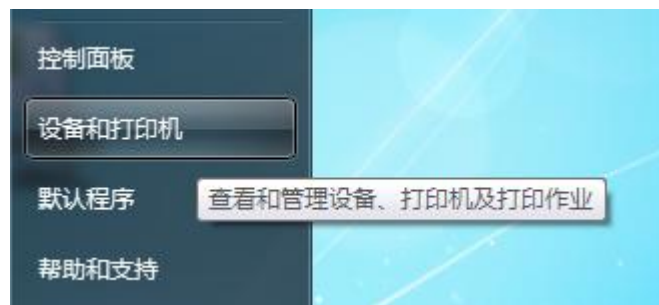 控制面板
设备和打印机
默认程序
查看和管理设备、打印机及打印作业
帮助和支持